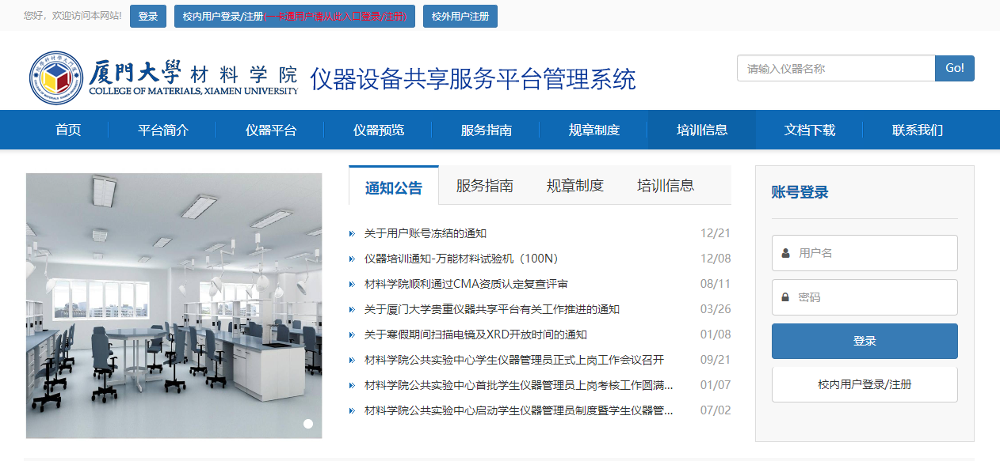 您好，欢迎访问本网站! 登录 校内用户登录/注册(一卡通用户请从此入口登录/注册) 校外用户注册
厦門大學 材料学院 仪器设备共享服务平台管理系统
COLLEGE OF MATERIALS, XIAMEN UNIVERSITY
请输入仪器名称 Go!
首页 平台简介 仪器平台 仪器预览 服务指南 规章制度 培训信息 文档下载 联系我们
通知公告 服务指南 规章制度 培训信息
关于用户账号冻结的通知 12/21
仪器培训通知-万能材料试验机（100N） 12/08
材料学院顺利通过CMA资质认定复查评审 08/11
关于厦门大学贵重仪器共享平台有关工作推进的通知 03/26
关于寒假期间扫描电镜及XRD开放时间的通知 01/08
材料学院公共实验中心学生仪器管理员正式上岗工作会议召开 09/21
材料学院公共实验中心首批学生仪器管理员上岗考核工作圆满... 01/07
材料学院公共实验中心启动学生仪器管理员制度暨学生仪器管... 07/02
账号登录
用户名
密码
登录
校内用户登录/注册